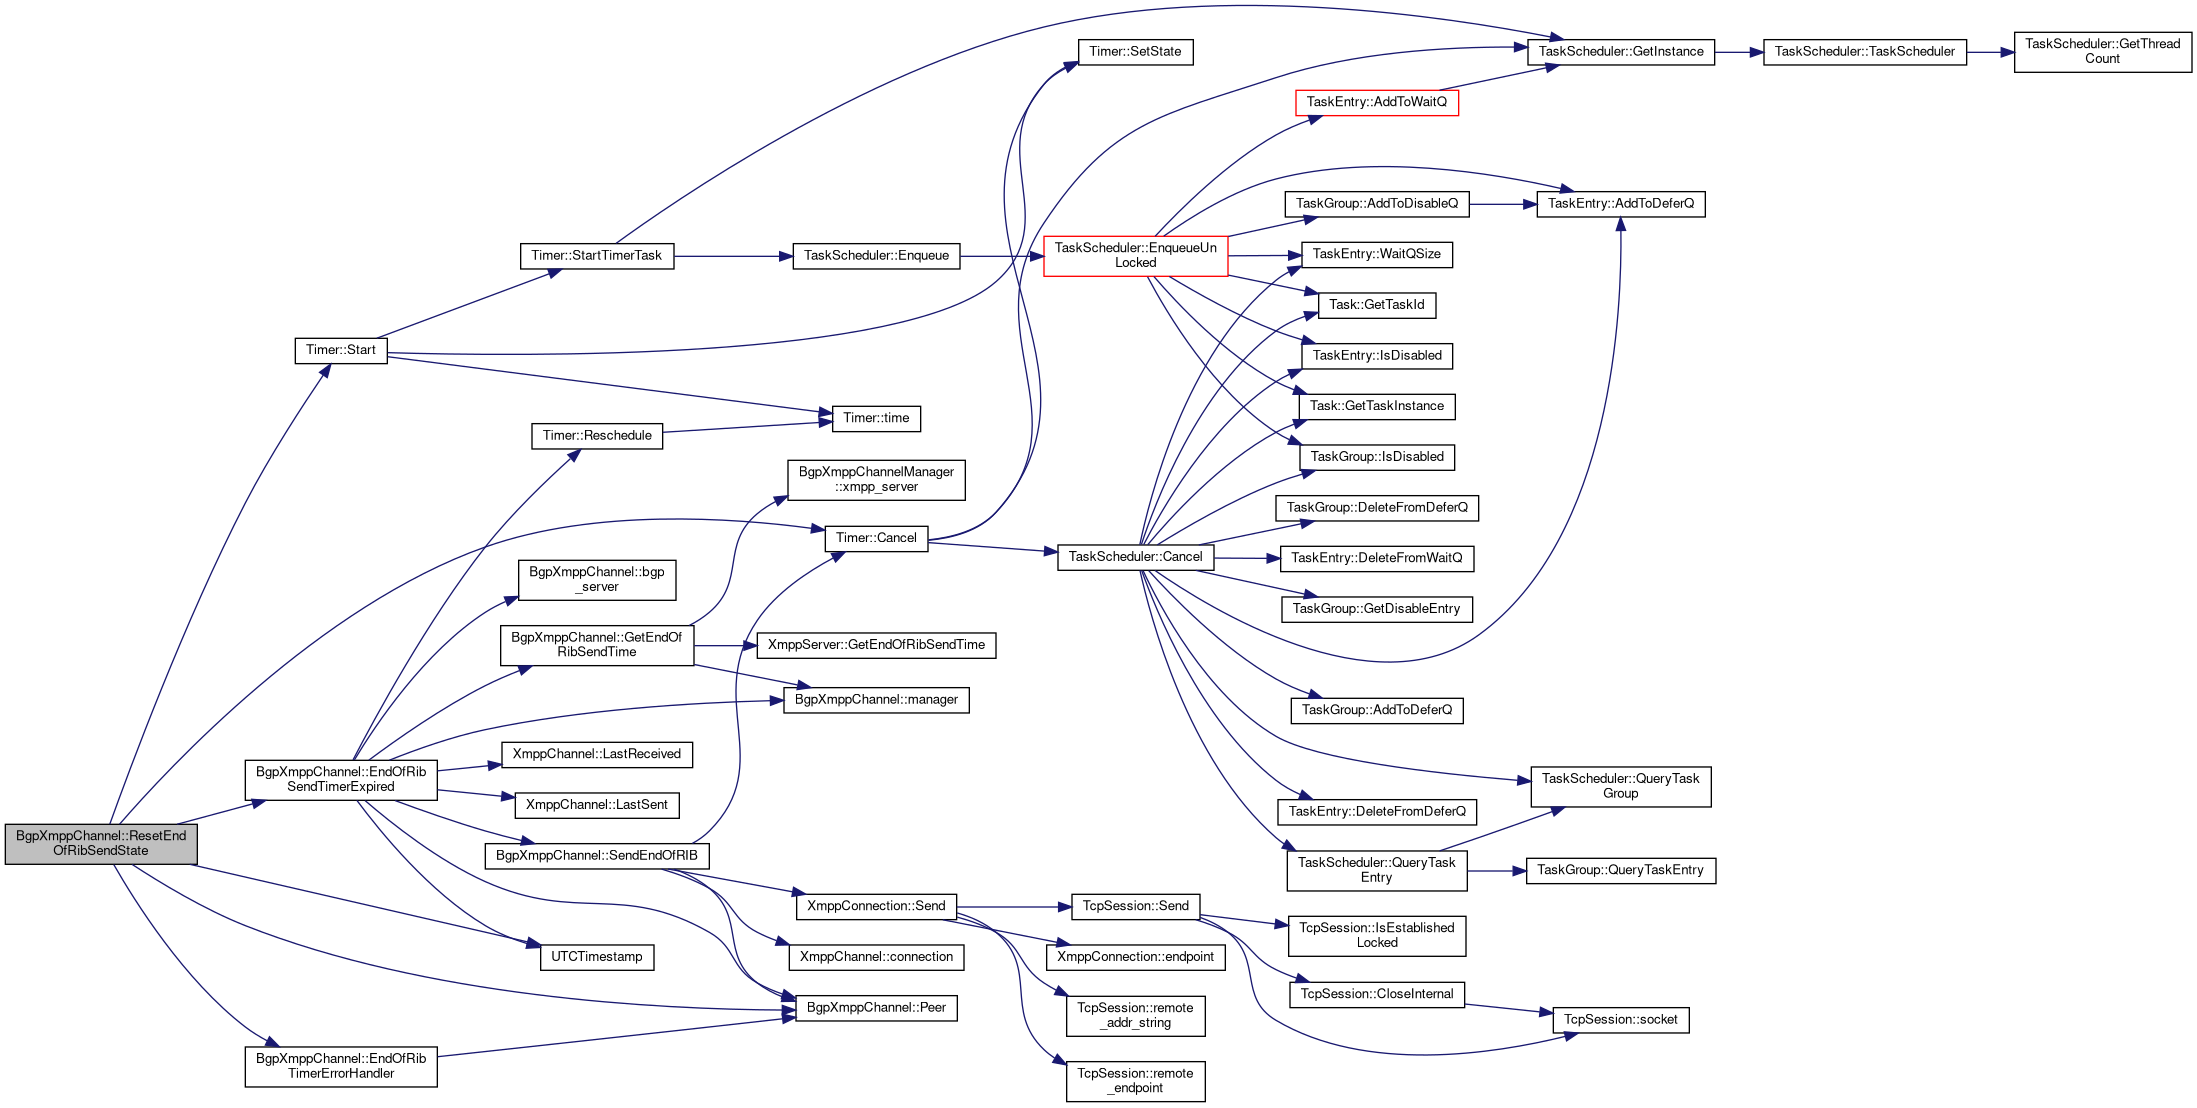 BgpXmppChannel::ResetEnd
OfRibSendState
Timer::Start
BgpXmppChannel::EndOfRib
SendTimerExpired
BgpXmppChannel::EndOfRib
TimerErrorHandler
Timer::StartTimerTask
Timer::Reschedule
BgpXmppChannel::bgp
_server
BgpXmppChannel::GetEndOf
RibSendTime
XmppChannel::LastReceived
XmppChannel::LastSent
BgpXmppChannel::SendEndOfRIB
UTCTimestamp
TaskScheduler::Enqueue
Timer::time
BgpXmppChannelManager
::xmpp_server
Timer::Cancel
XmppServer::GetEndOfRibSendTime
BgpXmppChannel::manager
XmppConnection::Send
XmppChannel::connection
BgpXmppChannel::Peer
Timer::SetState
TaskScheduler::EnqueueUn
Locked
TaskScheduler::Cancel
TcpSession::Send
XmppConnection::endpoint
TcpSession::remote
_addr_string
TcpSession::remote
_endpoint
TaskEntry::AddToWaitQ
TaskGroup::AddToDisableQ
TaskEntry::WaitQSize
Task::GetTaskId
TaskEntry::IsDisabled
Task::GetTaskInstance
TaskGroup::IsDisabled
TaskGroup::DeleteFromDeferQ
TaskEntry::DeleteFromWaitQ
TaskGroup::GetDisableEntry
TaskGroup::AddToDeferQ
TaskEntry::DeleteFromDeferQ
TaskScheduler::QueryTask
Entry
TcpSession::IsEstablished
Locked
TcpSession::CloseInternal
TaskScheduler::GetInstance
TaskEntry::AddToDeferQ
TaskScheduler::QueryTask
Group
TaskGroup::QueryTaskEntry
TcpSession::socket
TaskScheduler::TaskScheduler
TaskScheduler::GetThread
Count